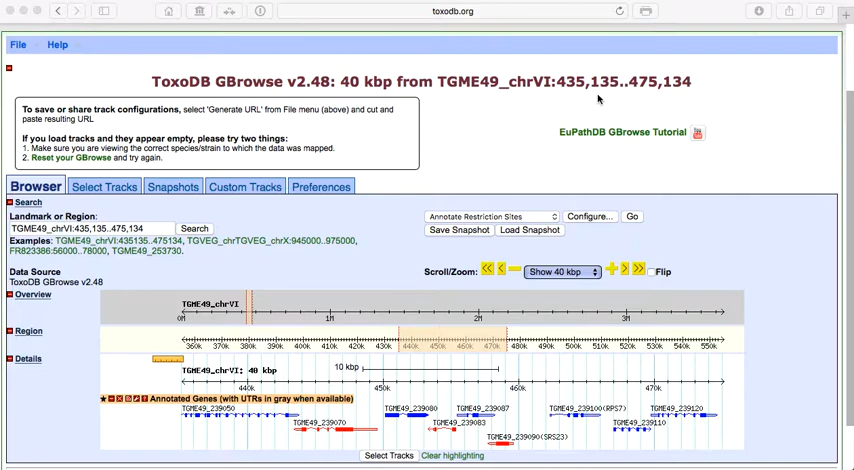 toxodb.org
File Help
ToxoDB GBrowse v2.48: 40 kbp from TGME49_chrVI:435,135..475,134
To save or share track configurations, select 'Generate URL' from File menu (above) and cut and
paste resulting URL
If you load tracks and they appear empty, please try two things:
1. Make sure you are viewing the correct species/strain to which the data was mapped.
2. Reset your GBrowse and try again.
EuPathDB GBrowse Tutorial
Browser Select Tracks Snapshots Custom Tracks Preferences
Search
Landmark or Region:
TGME49_chrVI:435,135..475,134 Search
Annotate Restriction Sites Configure... Go
Save Snapshot Load Snapshot
Examples: TGME49_chrVI:435135..475134, TGVEG_chrTGVEG_chrX:945000..975000,
FR823386:56000..78000, TGME49_253730.
Data Source
ToxoDB GBrowse v2.48
Scroll/Zoom: << < − Show 40 kbp + > >> Flip
Overview
TGME49_chrVI
0M 1M 2M 3M
Region
360k 370k 380k 390k 400k 410k 420k 430k 440k 450k 460k 470k 480k 490k 500k 510k 520k 530k 540k 550k
Details
TGME49_chrVI: 40 kbp 10 kbp
440k 450k 460k 470k
Annotated Genes (with UTRs in gray when available)
TGME49_239050 TGME49_239080 TGME49_239087 TGME49_239100(RPS7) TGME49_239120
TGME49_239070 TGME49_239083 TGME49_239110
TGME49_239090(SRS23)
Select Tracks Clear highlighting